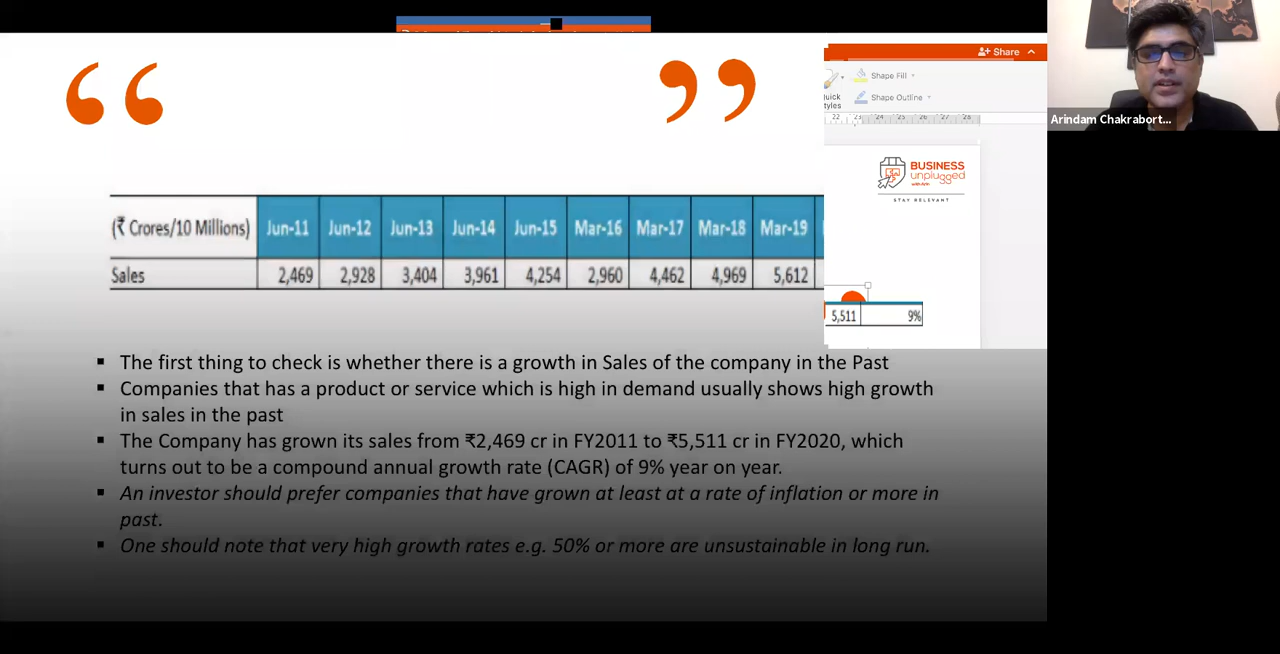 Share
Shape Fill
Shape Outline
22 23 24 25 26 27 28
Arindam Chakrabort...
BUSINESS
unplugged
STAY RELEVANT
(₹ Crores/10 Millions) Jun-11 Jun-12 Jun-13 Jun-14 Jun-15 Mar-16 Mar-17 Mar-18 Mar-19
Sales 2,469 2,928 3,404 3,961 4,254 2,960 4,462 4,969 5,612
5,511 9%
▪ The first thing to check is whether there is a growth in Sales of the company in the Past
▪ Companies that has a product or service which is high in demand usually shows high growth
in sales in the past
▪ The Company has grown its sales from ₹2,469 cr in FY2011 to ₹5,511 cr in FY2020, which
turns out to be a compound annual growth rate (CAGR) of 9% year on year.
▪ An investor should prefer companies that have grown at least at a rate of inflation or more in
past.
▪ One should note that very high growth rates e.g. 50% or more are unsustainable in long run.